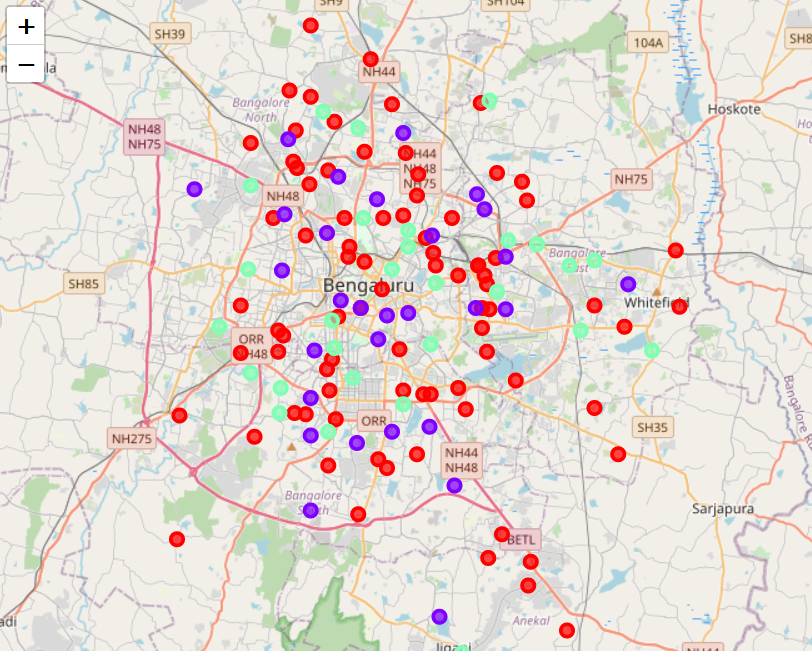 +
−
SH9
SH104
SH39
104A
NH44
Bangalore
North
Hoskote
NH48
NH75
NH44
NH48
NH75
NH75
NH48
SH85
Bangalore
East
Bengaluru
Whitefield
ORR
NH48
Bangalore
ORR
NH275
SH35
NH44
NH48
Bangalore
South
Sarjapura
BETL
Anekal
Jigani
NH44